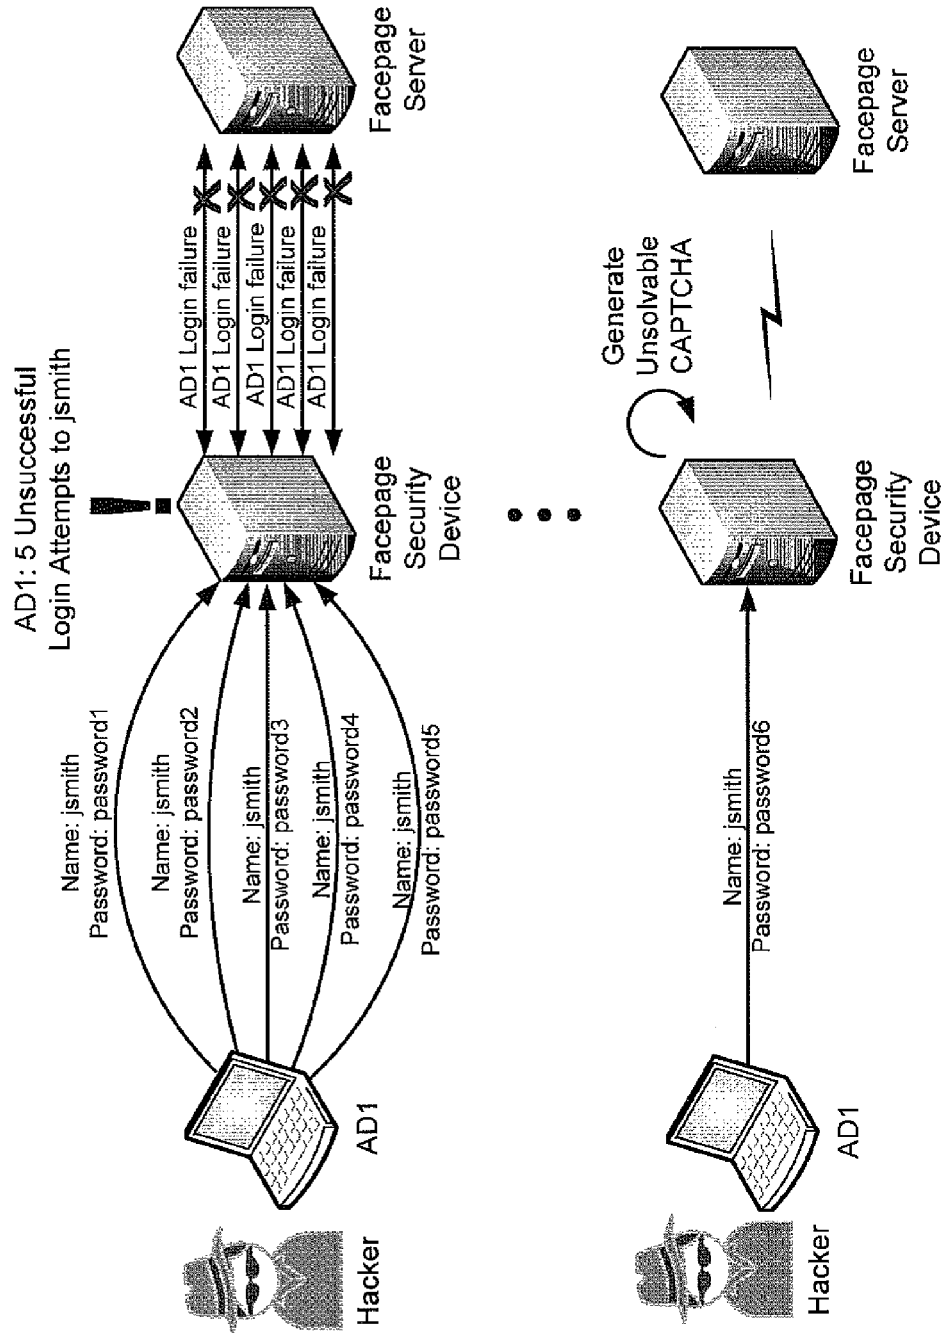 AD1: 5 Unsuccessful
Login Attempts to jsmith
Name: jsmith
Password: password1
Name: jsmith
Password: password2
Name: jsmith
Password: password3
Name: jsmith
Password: password4
Name: jsmith
Password: password5
AD1 Login failure
AD1 Login failure
AD1 Login failure
AD1 Login failure
AD1 Login failure
Hacker
AD1
Facepage
Security
Device
Facepage
Server
Name: jsmith
Password: password6
Generate
Unsolvable
CAPTCHA
Hacker
AD1
Facepage
Security
Device
Facepage
Server